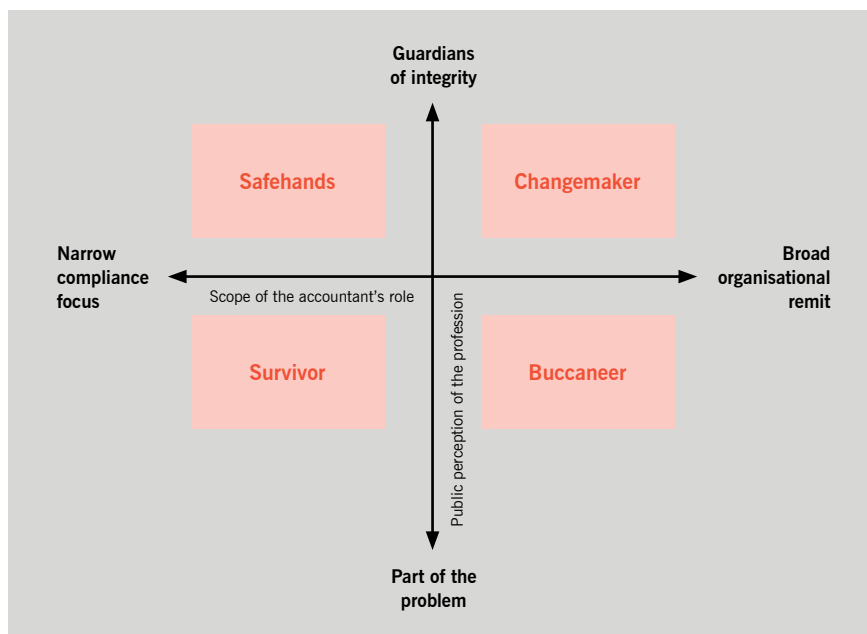 Guardians
of integrity
Safehands
Changemaker
Narrow
compliance
focus
Broad
organisational
remit
Scope of the accountant’s role
Public perception of the profession
Survivor
Buccaneer
Part of the
problem